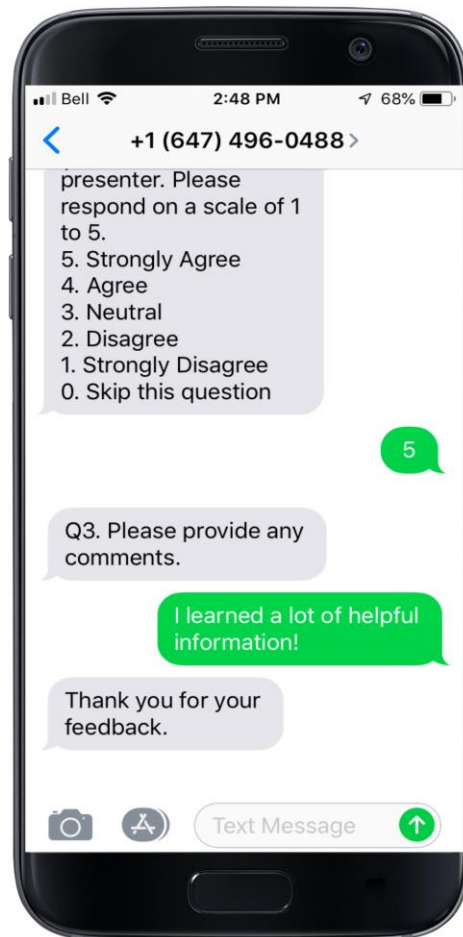 Bell 2:48 PM 68%
+1 (647) 496-0488
presenter. Please
respond on a scale of 1
to 5.
5. Strongly Agree
4. Agree
3. Neutral
2. Disagree
1. Strongly Disagree
0. Skip this question
5
Q3. Please provide any
comments.
I learned a lot of helpful
information!
Thank you for your
feedback.
Text Message